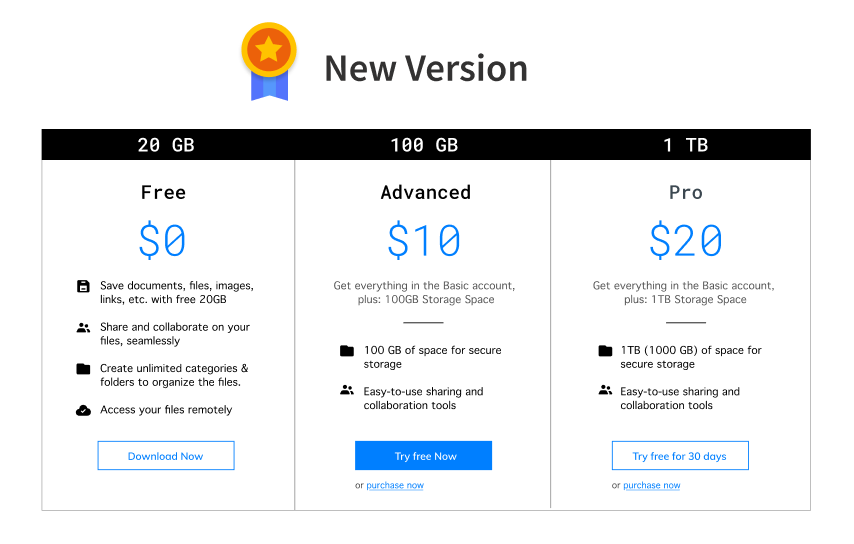 New Version
20 GB
100 GB
1 TB
Free
$0
Save documents, files, images,
links, etc. with free 20GB
Share and collaborate on your
files, seamlessly
Create unlimited categories &
folders to organize the files.
Access your files remotely
Download Now
Advanced
$10
Get everything in the Basic account,
plus: 100GB Storage Space
100 GB of space for secure
storage
Easy-to-use sharing and
collaboration tools
Try free Now
or purchase now
Pro
$20
Get everything in the Basic account,
plus: 1TB Storage Space
1TB (1000 GB) of space for
secure storage
Easy-to-use sharing and
collaboration tools
Try free for 30 days
or purchase now